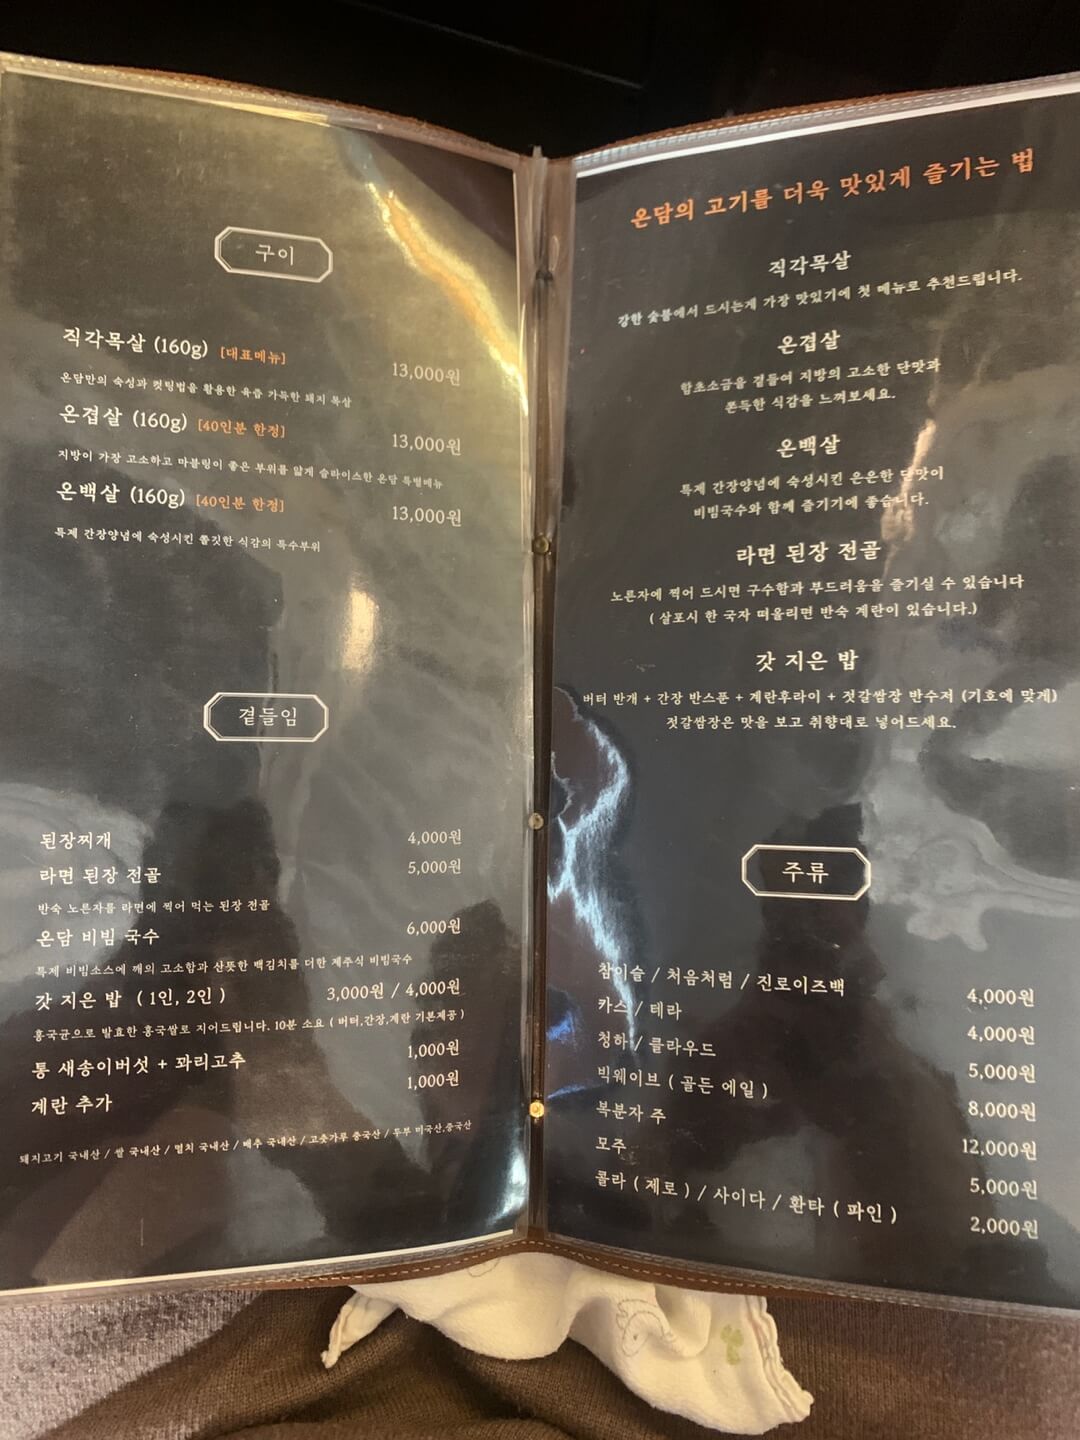 구이
직각목살 (160g) [대표메뉴] 13,000원
온담만의 숙성과 컷팅법을 활용한 육즙 가득한 돼지 목살
온겹살 (160g) [40인분 한정] 13,000원
지방이 가장 고소하고 마블링이 좋은 부위를 얇게 슬라이스한 온담 특별메뉴
온백살 (160g) [40인분 한정] 13,000원
특제 간장양념에 숙성시킨 쫄깃한 식감의 특수부위
곁들임
된장찌개 4,000원
라면 된장 전골 5,000원
반숙 노른자를 라면에 찍어 먹는 된장 전골
온담 비빔 국수 6,000원
특제 비빔소스에 깨의 고소함과 산뜻한 백김치를 더한 제주식 비빔국수
갓 지은 밥 ( 1인, 2인 ) 3,000원 / 4,000원
홍국균으로 발효한 홍국쌀로 지어드립니다. 10분 소요 ( 버터,간장,계란 기본제공 )
통 새송이버섯 + 꽈리고추 1,000원
계란 추가 1,000원
돼지고기 국내산 / 쌀 국내산 / 멸치 국내산 / 배추 국내산 / 고춧가루 중국산 / 두부 미국산,중국산
온담의 고기를 더욱 맛있게 즐기는 법
직각목살
강한 숯불에서 드시는게 가장 맛있기에 첫 메뉴로 추천드립니다.
온겹살
함초소금을 곁들여 지방의 고소한 단맛과
쫀득한 식감을 느껴보세요.
온백살
특제 간장양념에 숙성시킨 은은한 단맛이
비빔국수와 함께 즐기기에 좋습니다.
라면 된장 전골
노른자에 찍어 드시면 구수함과 부드러움을 즐기실 수 있습니다
( 살포시 한 국자 떠올리면 반숙 계란이 있습니다.)
갓 지은 밥
버터 반개 + 간장 반스푼 + 계란후라이 + 젓갈쌈장 반수저 (기호에 맞게)
젓갈쌈장은 맛을 보고 취향대로 넣어드세요.
주류
참이슬 / 처음처럼 / 진로이즈백 4,000원
카스 / 테라 4,000원
청하 / 클라우드 5,000원
빅웨이브 ( 골든 에일 ) 8,000원
복분자 주 12,000원
모주 5,000원
콜라 ( 제로 ) / 사이다 / 환타 ( 파인 ) 2,000원